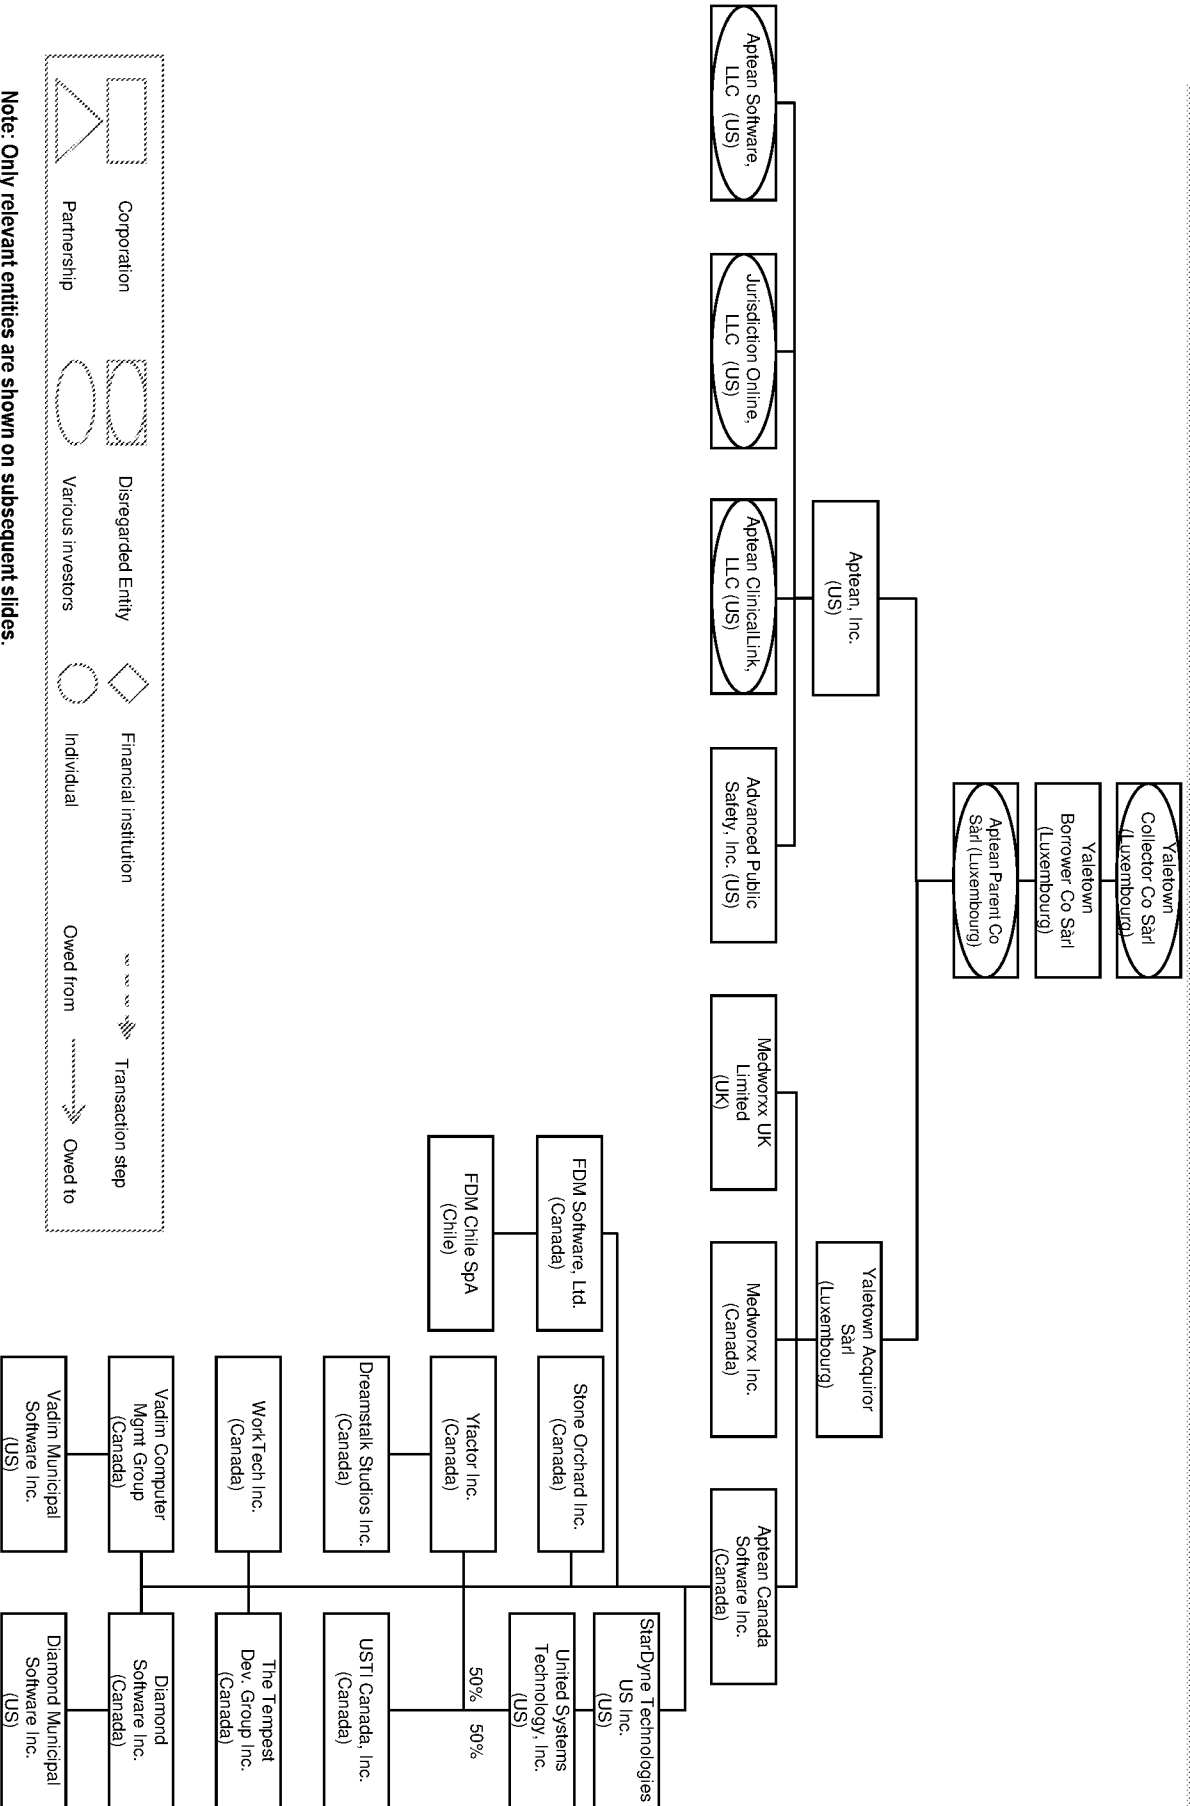 Yaletown
Collector Co Sàrl
(Luxembourg)
Yaletown
Borrower Co Sàrl
(Luxembourg)
Aptean Parent Co
Sàrl (Luxembourg)
Aptean, Inc.
(US)
Yaletown Acquiror
Sàrl
(Luxembourg)
Aptean Software,
LLC (US)
Jurisdiction Online,
LLC (US)
Aptean ClinicalLink,
LLC (US)
Advanced Public
Safety, Inc. (US)
Medworxx UK
Limited
(UK)
Medworxx Inc.
(Canada)
Aptean Canada
Software Inc.
(Canada)
StarDyne Technologies
US Inc.
(US)
FDM Software, Ltd.
(Canada)
Stone Orchard Inc.
(Canada)
United Systems
Technology, Inc.
(US)
FDM Chile SpA
(Chile)
Yfactor Inc.
(Canada)
50%
50%
Dreamstalk Studios Inc.
(Canada)
USTI Canada, Inc.
(Canada)
WorkTech Inc.
(Canada)
The Tempest
Dev. Group Inc.
(Canada)
Vadim Computer
Mgmt Group
(Canada)
Diamond
Software Inc.
(Canada)
Vadim Municipal
Software Inc.
(US)
Diamond Municipal
Software Inc.
(US)
Corporation
Disregarded Entity
Financial institution
Transaction step
Partnership
Various investors
Individual
Owed from
Owed to
Note: Only relevant entities are shown on subsequent slides.